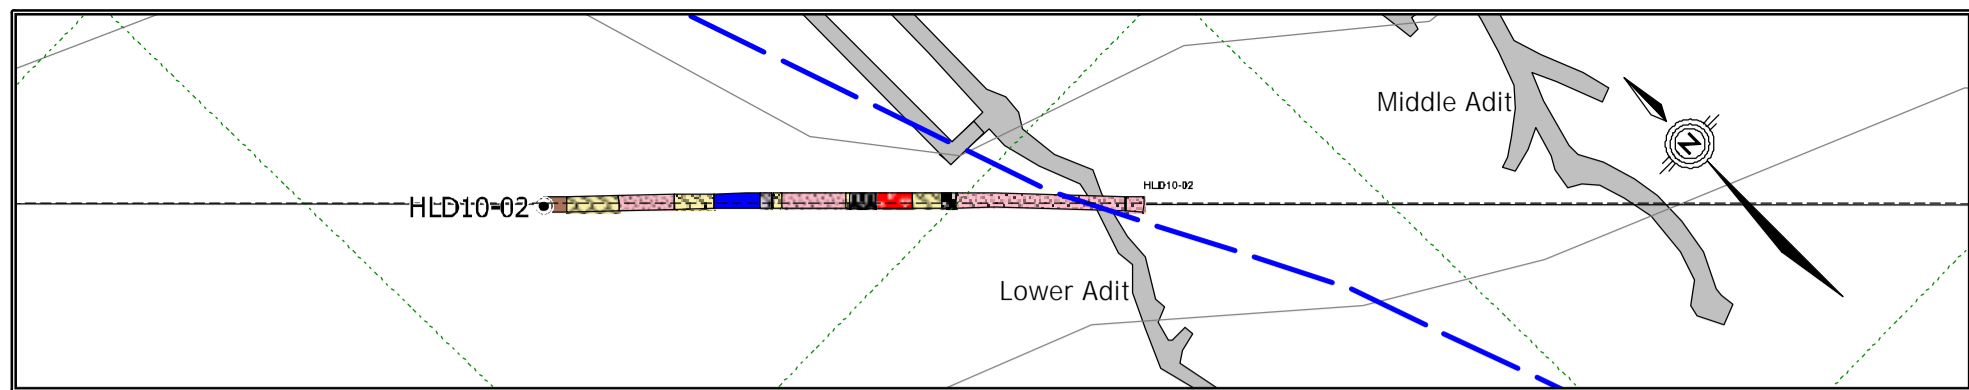 Middle Adit
N
HLD10-02
HLD10-02
Lower Adit